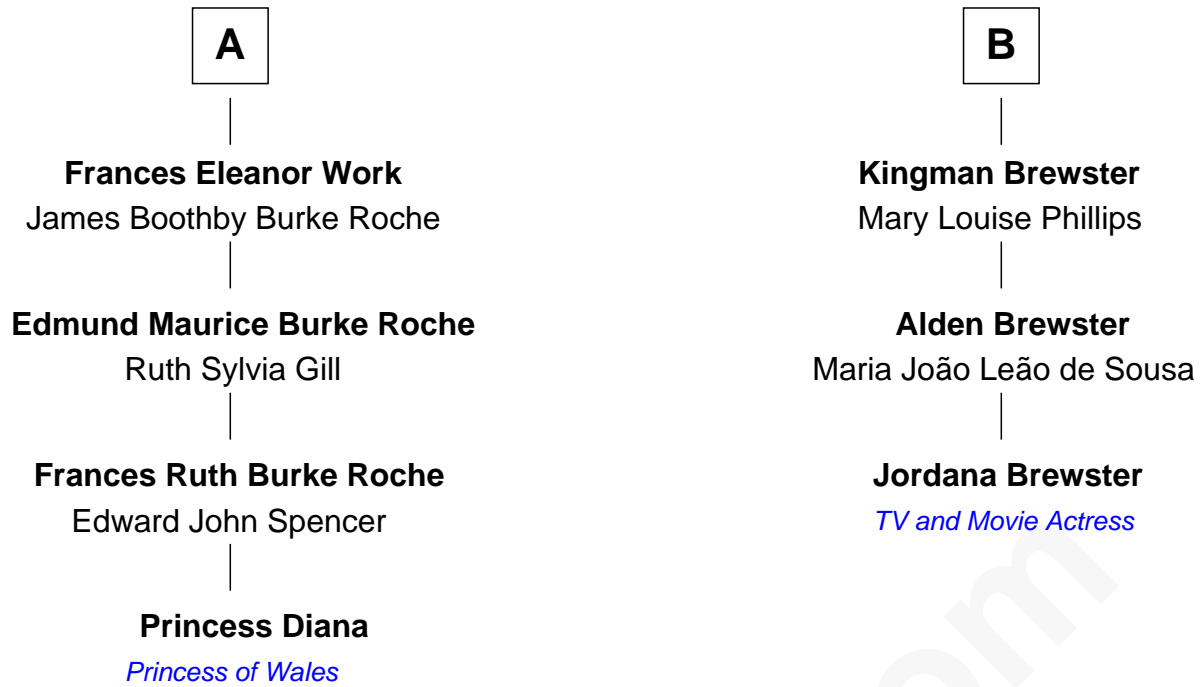 A
Frances Eleanor Work
James Boothby Burke Roche
Edmund Maurice Burke Roche
Ruth Sylvia Gill
Frances Ruth Burke Roche
Edward John Spencer
Princess Diana
Princess of Wales
B
Kingman Brewster
Mary Louise Phillips
Alden Brewster
Maria João Leão de Sousa
Jordana Brewster
TV and Movie Actress
om